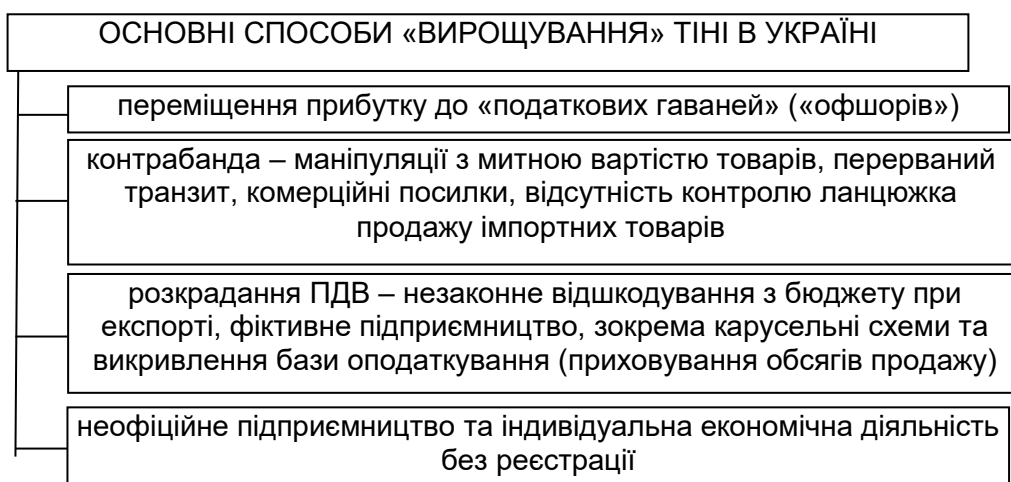 ОСНОВНІ СПОСОБИ «ВИРОЩУВАННЯ» ТІНІ В УКРАЇНІ
переміщення прибутку до «податкових гаваней» («офшорів»)
контрабанда – маніпуляції з митною вартістю товарів, перерваний
транзит, комерційні посилки, відсутність контролю ланцюжка
продажу імпортних товарів
розкрадання ПДВ – незаконне відшкодування з бюджету при
експорті, фіктивне підприємництво, зокрема карусельні схеми та
викривлення бази оподаткування (приховування обсягів продажу)
неофіційне підприємництво та індивідуальна економічна діяльність
без реєстрації